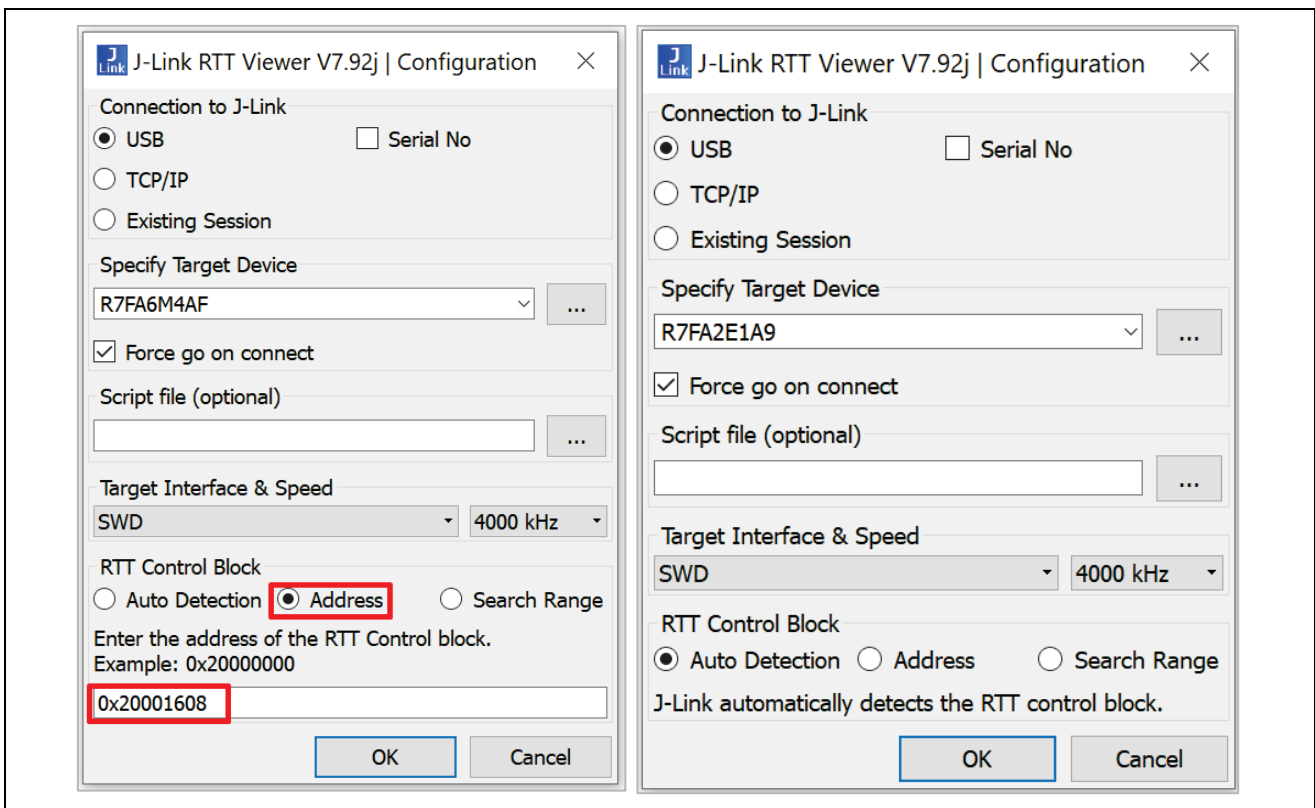 J-Link RTT Viewer V7.92j | Configuration
Connection to J-Link
USB Serial No
TCP/IP
Existing Session
Specify Target Device
R7FA6M4AF ...
Force go on connect
Script file (optional)
...
Target Interface & Speed
SWD 4000 kHz
RTT Control Block
Auto Detection Address Search Range
Enter the address of the RTT Control block.
Example: 0x20000000
0x20001608
OK Cancel
J-Link RTT Viewer V7.92j | Configuration
Connection to J-Link
USB Serial No
TCP/IP
Existing Session
Specify Target Device
R7FA2E1A9 ...
Force go on connect
Script file (optional)
...
Target Interface & Speed
SWD 4000 kHz
RTT Control Block
Auto Detection Address Search Range
J-Link automatically detects the RTT control block.
OK Cancel